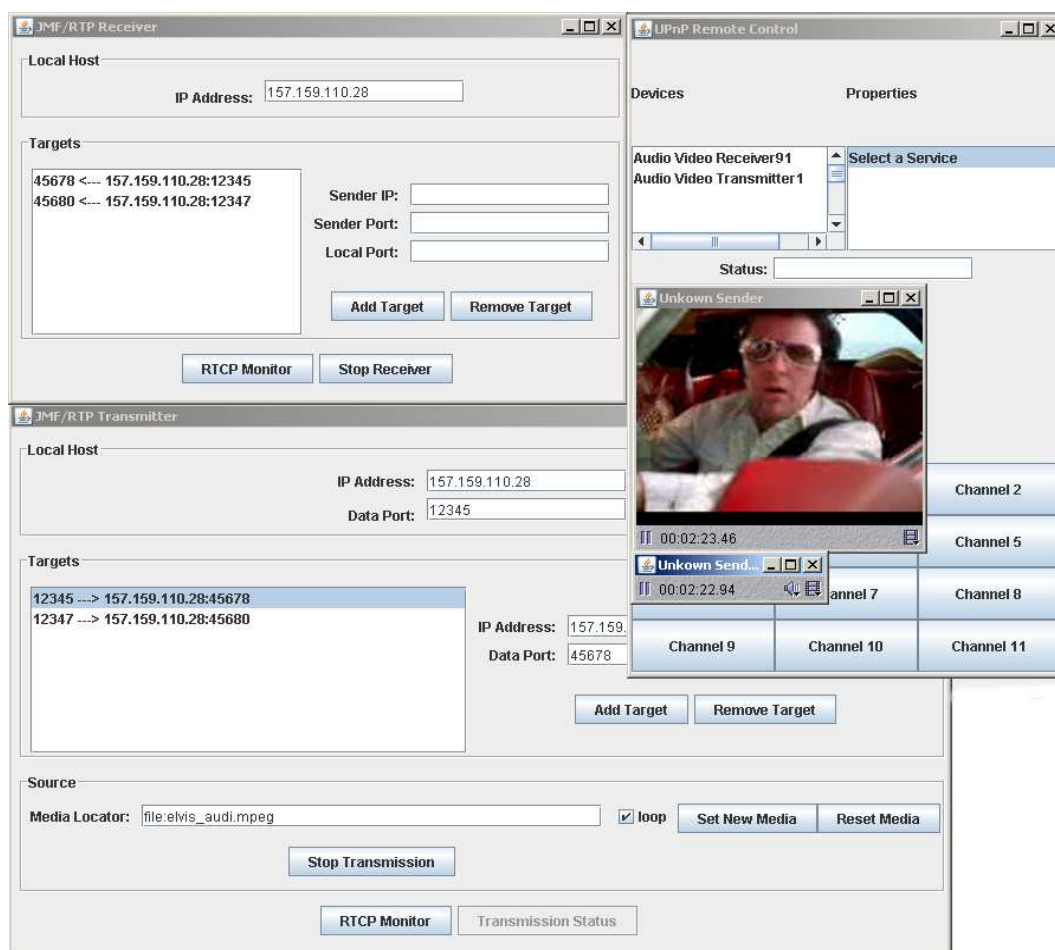 JMF/RTP Receiver
Local Host
IP Address: 157.159.110.28
Targets
45678 <--- 157.159.110.28:12345
45680 <--- 157.159.110.28:12347
Sender IP:
Sender Port:
Local Port:
Add Target Remove Target
RTCP Monitor Stop Receiver
UPnP Remote Control
Devices Properties
Audio Video Receiver91
Audio Video Transmitter1
Select a Service
Status:
Unkown Sender
00:02:23.46
Unkown Send...
00:02:22.94
Channel 2
Channel 5
annel 7 Channel 8
Channel 9 Channel 10 Channel 11
JMF/RTP Transmitter
Local Host
IP Address: 157.159.110.28
Data Port: 12345
Targets
12345 ---> 157.159.110.28:45678
12347 ---> 157.159.110.28:45680
IP Address: 157.159.
Data Port: 45678
Add Target Remove Target
Source
Media Locator: file:elvis_audi.mpeg loop Set New Media Reset Media
Stop Transmission
RTCP Monitor Transmission Status